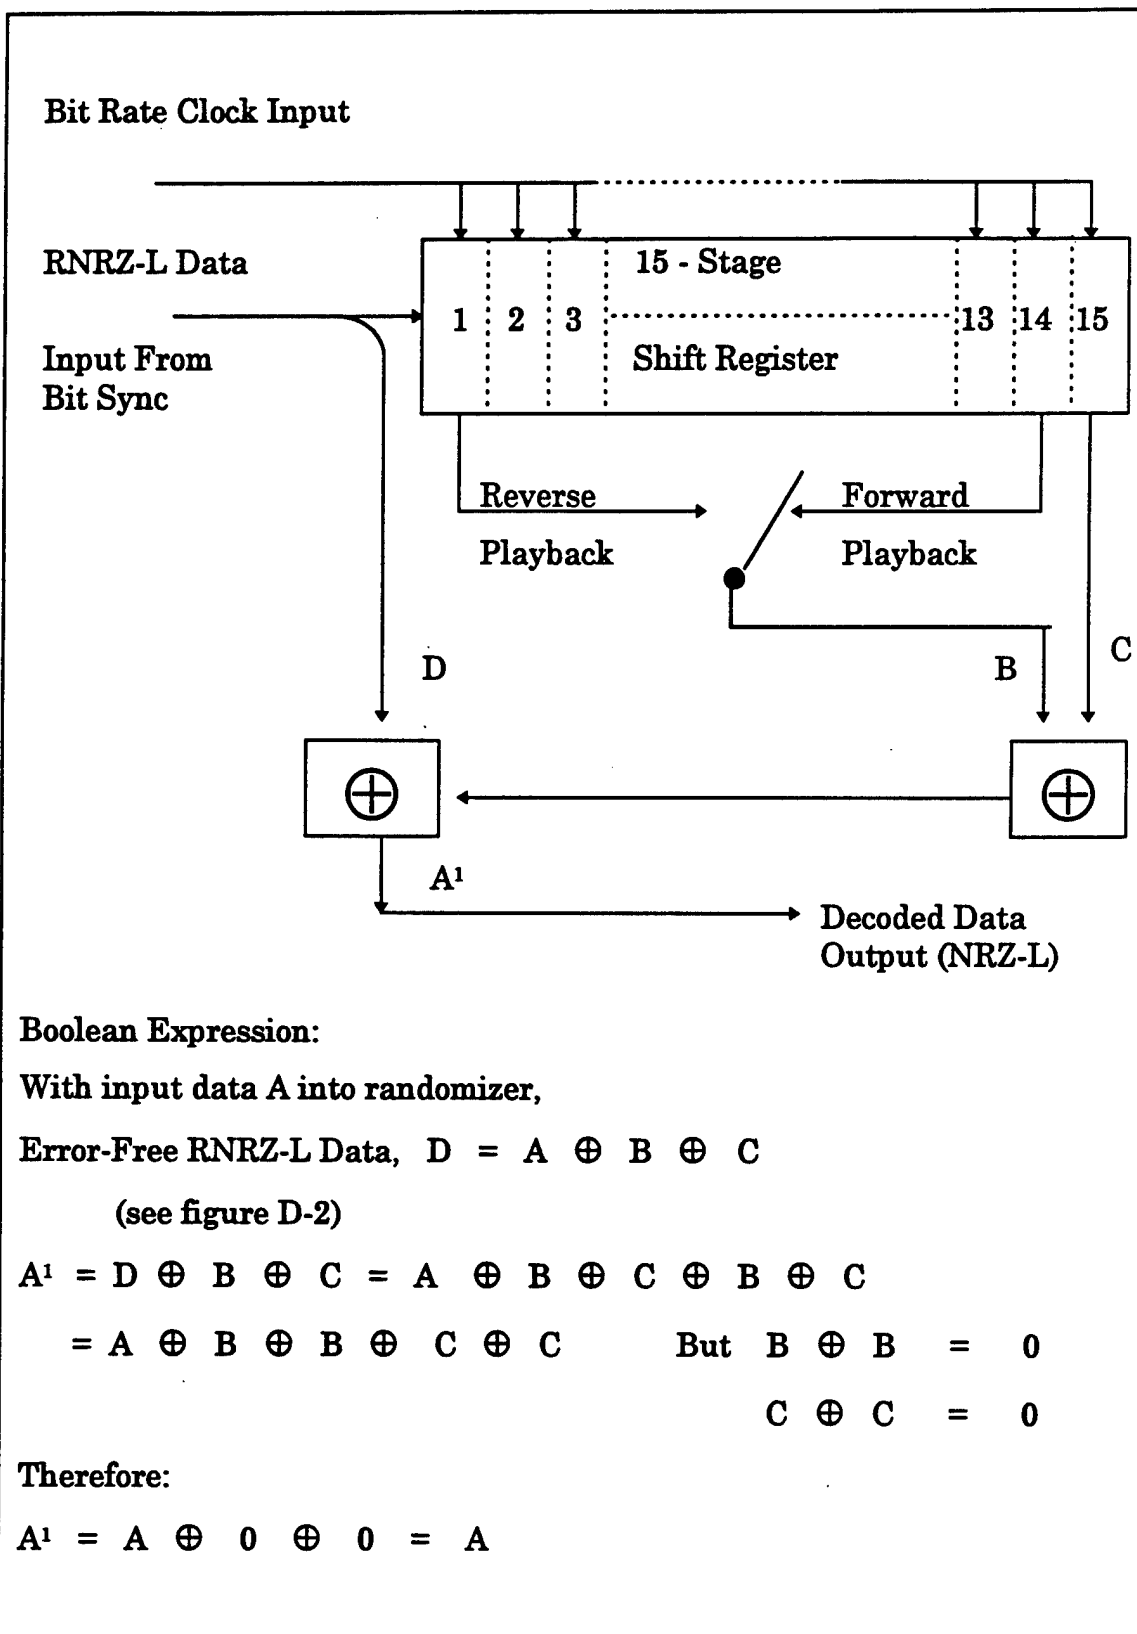 Bit Rate Clock Input
RNRZ-L Data
15 - Stage
1 2 3 13 14 15
Input From
Bit Sync
Shift Register
Reverse
Playback
Forward
Playback
D
B
C
⊕
⊕
A¹
Decoded Data
Output (NRZ-L)
Boolean Expression:
With input data A into randomizer,
Error-Free RNRZ-L Data, D = A ⊕ B ⊕ C
(see figure D-2)
A¹ = D ⊕ B ⊕ C = A ⊕ B ⊕ C ⊕ B ⊕ C
= A ⊕ B ⊕ B ⊕ C ⊕ C But B ⊕ B = 0
C ⊕ C = 0
Therefore:
A¹ = A ⊕ 0 ⊕ 0 = A